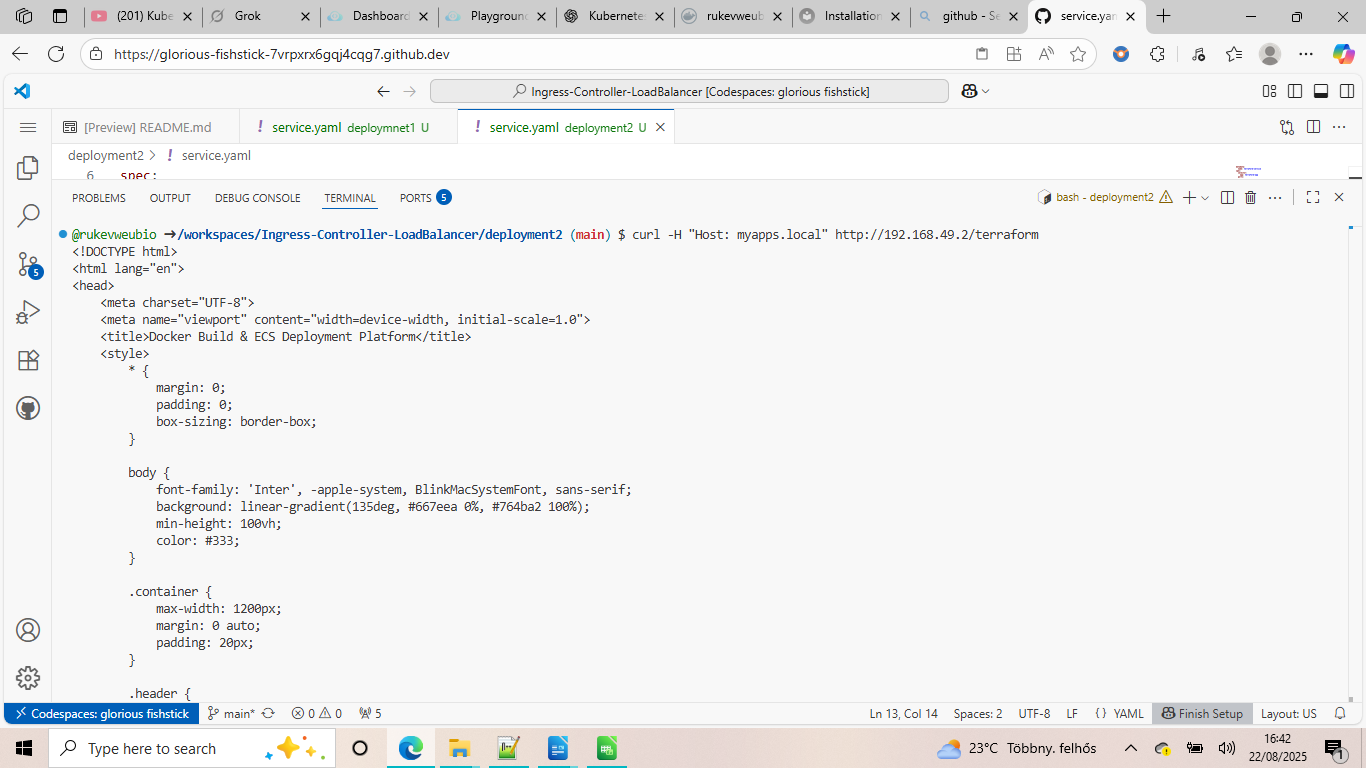 (201) Kube
Grok
Dashboard
Playground
Kubernetes
rukevweub
Installation
github - Se
service.yam
https://glorious-fishstick-7vrpxrx6gqj4cqg7.github.dev
Ingress-Controller-LoadBalancer [Codespaces: glorious fishstick]
[Preview] README.md
! service.yaml deploymnet1 U
! service.yaml deployment2 U
deployment2 > ! service.yaml
6 spec:
PROBLEMS OUTPUT DEBUG CONSOLE TERMINAL PORTS 5
bash - deployment2
@rukevweubio ➜/workspaces/Ingress-Controller-LoadBalancer/deployment2 (main) $ curl -H "Host: myapps.local" http://192.168.49.2/terraform
<!DOCTYPE html>
<html lang="en">
<head>
    <meta charset="UTF-8">
    <meta name="viewport" content="width=device-width, initial-scale=1.0">
    <title>Docker Build & ECS Deployment Platform</title>
    <style>
        * {
            margin: 0;
            padding: 0;
            box-sizing: border-box;
        }
        body {
            font-family: 'Inter', -apple-system, BlinkMacSystemFont, sans-serif;
            background: linear-gradient(135deg, #667eea 0%, #764ba2 100%);
            min-height: 100vh;
            color: #333;
        }
        .container {
            max-width: 1200px;
            margin: 0 auto;
            padding: 20px;
        }
        .header {
5
Codespaces: glorious fishstick main* 0 0 5 Ln 13, Col 14 Spaces: 2 UTF-8 LF {} YAML Finish Setup Layout: US
Type here to search
23°C Többny. felhős
16:42
22/08/2025
1